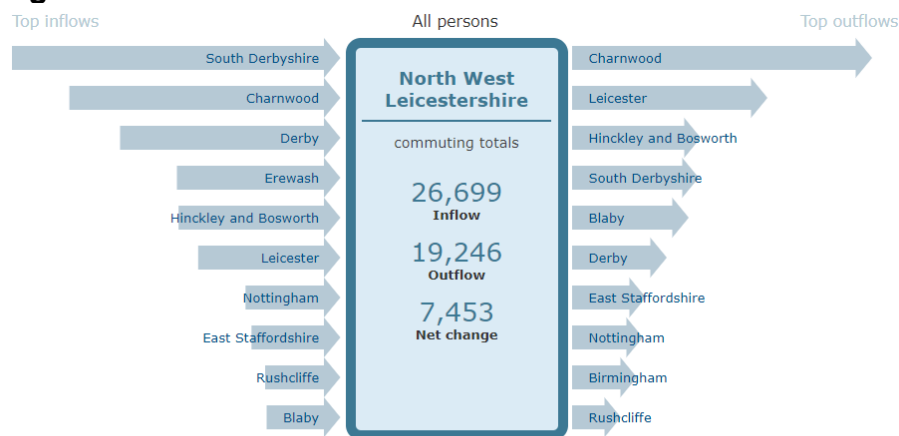 Top inflows
All persons
Top outflows
South Derbyshire
Charnwood
Derby
Erewash
Hinckley and Bosworth
Leicester
Nottingham
East Staffordshire
Rushcliffe
Blaby
North West
Leicestershire
commuting totals
26,699
Inflow
19,246
Outflow
7,453
Net change
Charnwood
Leicester
Hinckley and Bosworth
South Derbyshire
Blaby
Derby
East Staffordshire
Nottingham
Birmingham
Rushcliffe